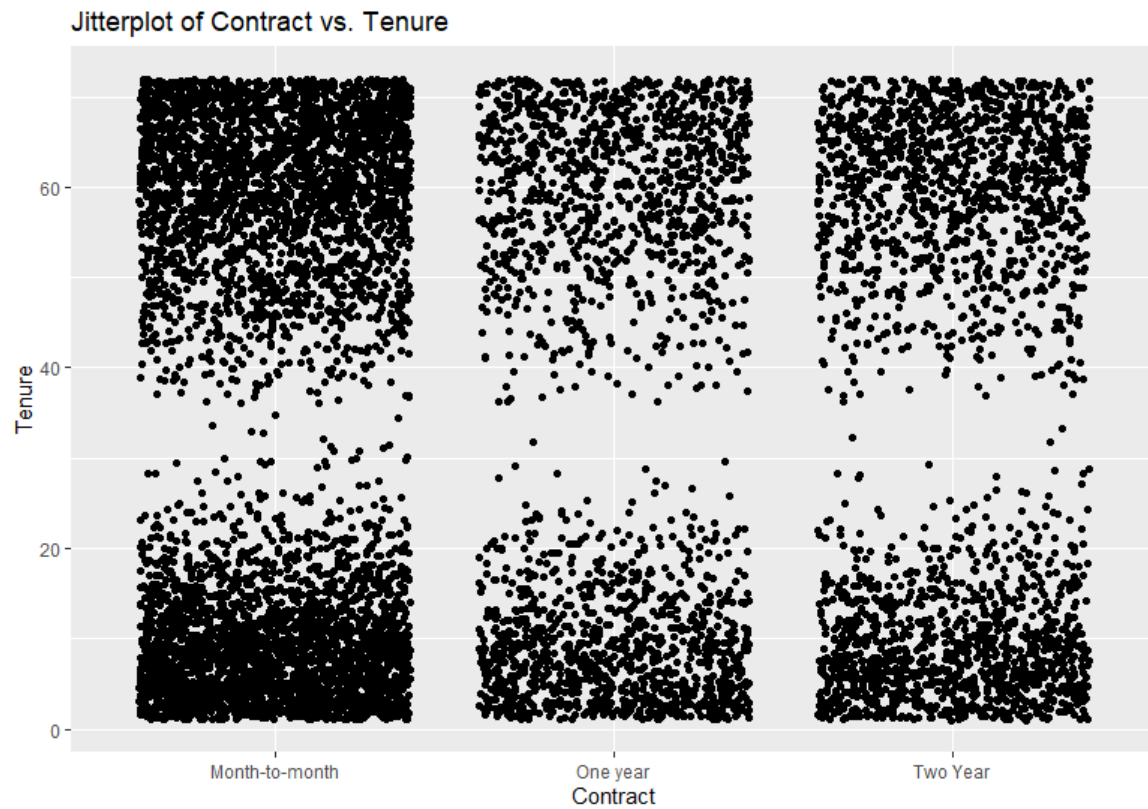 Jitterplot of Contract vs. Tenure
60
40
20
0
Tenure
Month-to-month
One year
Two Year
Contract